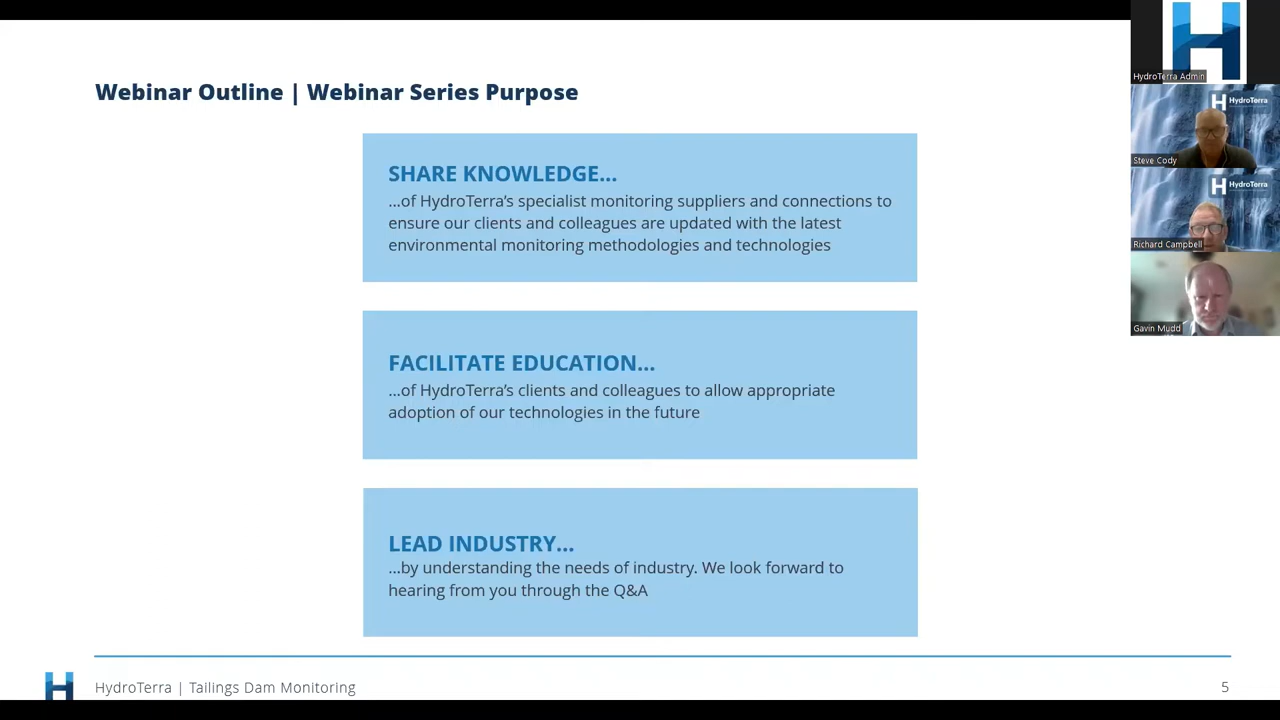 Webinar Outline | Webinar Series Purpose
SHARE KNOWLEDGE...
...of HydroTerra's specialist monitoring suppliers and connections to
ensure our clients and colleagues are updated with the latest
environmental monitoring methodologies and technologies
FACILITATE EDUCATION...
...of HydroTerra's clients and colleagues to allow appropriate
adoption of our technologies in the future
LEAD INDUSTRY...
...by understanding the needs of industry. We look forward to
hearing from you through the Q&A
HydroTerra | Tailings Dam Monitoring
5
HydroTerra Admin
HydroTerra
Steve Cody
HydroTerra
Richard Campbell
Gavin Mudd